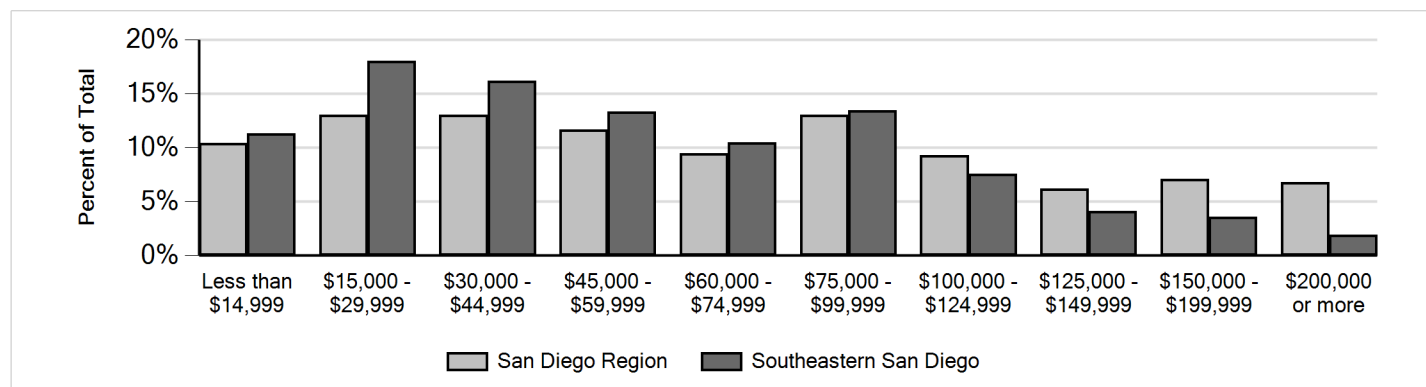 Percent of Total
20%
15%
10%
5%
0%
Less than $14,999
$15,000 - $29,999
$30,000 - $44,999
$45,000 - $59,999
$60,000 - $74,999
$75,000 - $99,999
$100,000 - $124,999
$125,000 - $149,999
$150,000 - $199,999
$200,000 or more
San Diego Region
Southeastern San Diego